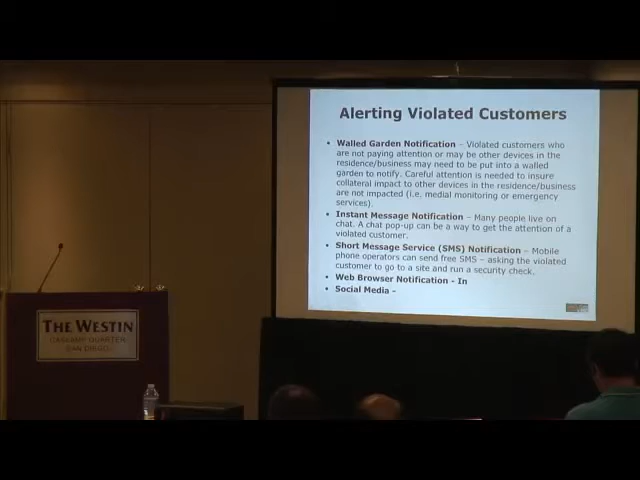 Alerting Violated Customers
• Walled Garden Notification – Violated customers who
are not paying attention or may be other devices in the
residence/business may need to be put into a walled
garden to notify. Careful attention is needed to insure
collateral impact to other devices in the residence/business
are not impacted (i.e. medial monitoring or emergency
services).
• Instant Message Notification – Many people live on
chat. A chat pop-up can be a way to get the attention of a
violated customer.
• Short Message Service (SMS) Notification – Mobile
phone operators can send free SMS – asking the violated
customer to go to a site and run a security check.
• Web Browser Notification - In
• Social Media -
THE WESTIN
GASLAMP QUARTER
SAN DIEGO